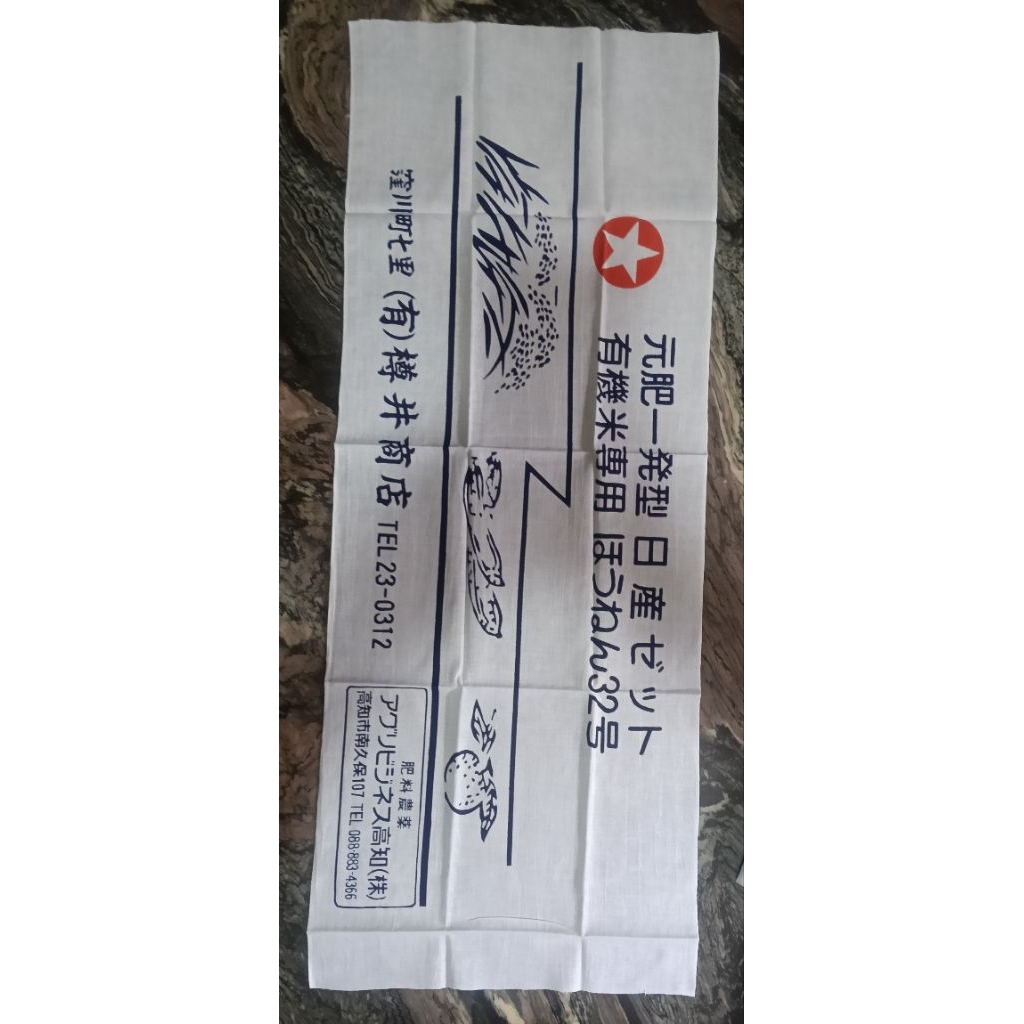 元肥一発型 日産ゼット
有機米専用 ほうねん32号
窪川町七里 (有)樽井商店 TEL23-0312
肥料農薬
アグリビジネス高知(株)
高知市南久保107 TEL 088-883-4366